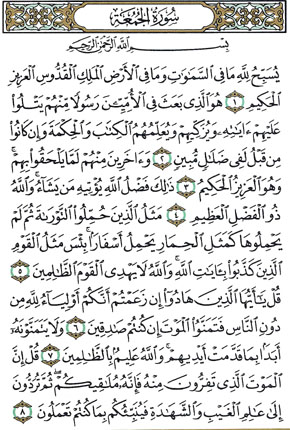 سُورَةُ الجُمُعَةِ
بِسْمِ اللَّهِ الرَّحْمَٰنِ الرَّحِيمِ
يُسَبِّحُ لِلَّهِ مَا فِي السَّمَٰوَٰتِ وَمَا فِي الْأَرْضِ الْمَلِكِ الْقُدُّوسِ الْعَزِيزِ
الْحَكِيمِ ١ هُوَ الَّذِي بَعَثَ فِي الْأُمِّيِّـۧنَ رَسُولًا مِّنْهُمْ يَتْلُوا۟
عَلَيْهِمْ ءَايَٰتِهِۦ وَيُزَكِّيهِمْ وَيُعَلِّمُهُمُ الْكِتَٰبَ وَالْحِكْمَةَ وَإِن كَانُوا۟
مِن قَبْلُ لَفِي ضَلَٰلٍ مُّبِينٍ ٢ وَءَاخَرِينَ مِنْهُمْ لَمَّا يَلْحَقُوا۟ بِهِمْ ۚ
وَهُوَ الْعَزِيزُ الْحَكِيمُ ٣ ذَٰلِكَ فَضْلُ اللَّهِ يُؤْتِيهِ مَن يَشَآءُ ۚ وَاللَّهُ
ذُو الْفَضْلِ الْعَظِيمِ ٤ مَثَلُ الَّذِينَ حُمِّلُوا۟ التَّوْرَىٰةَ ثُمَّ لَمْ
يَحْمِلُوهَا كَمَثَلِ الْحِمَارِ يَحْمِلُ أَسْفَارًۢا ۚ بِئْسَ مَثَلُ الْقَوْمِ
الَّذِينَ كَذَّبُوا۟ بِـَٔايَٰتِ اللَّهِ ۚ وَاللَّهُ لَا يَهْدِي الْقَوْمَ الظَّٰلِمِينَ ٥
قُلْ يَٰٓأَيُّهَا الَّذِينَ هَادُوٓا۟ إِن زَعَمْتُمْ أَنَّكُمْ أَوْلِيَآءُ لِلَّهِ مِن
دُونِ النَّاسِ فَتَمَنَّوُا۟ الْمَوْتَ إِن كُنتُمْ صَٰدِقِينَ ٦ وَلَا يَتَمَنَّوْنَهُۥٓ
أَبَدًۢا بِمَا قَدَّمَتْ أَيْدِيهِمْ ۚ وَاللَّهُ عَلِيمٌۢ بِالظَّٰلِمِينَ ٧ قُلْ إِنَّ
الْمَوْتَ الَّذِي تَفِرُّونَ مِنْهُ فَإِنَّهُۥ مُلَٰقِيكُمْ ۖ ثُمَّ تُرَدُّونَ
إِلَىٰ عَٰلِمِ الْغَيْبِ وَالشَّهَٰدَةِ فَيُنَبِّئُكُم بِمَا كُنتُمْ تَعْمَلُونَ ٨